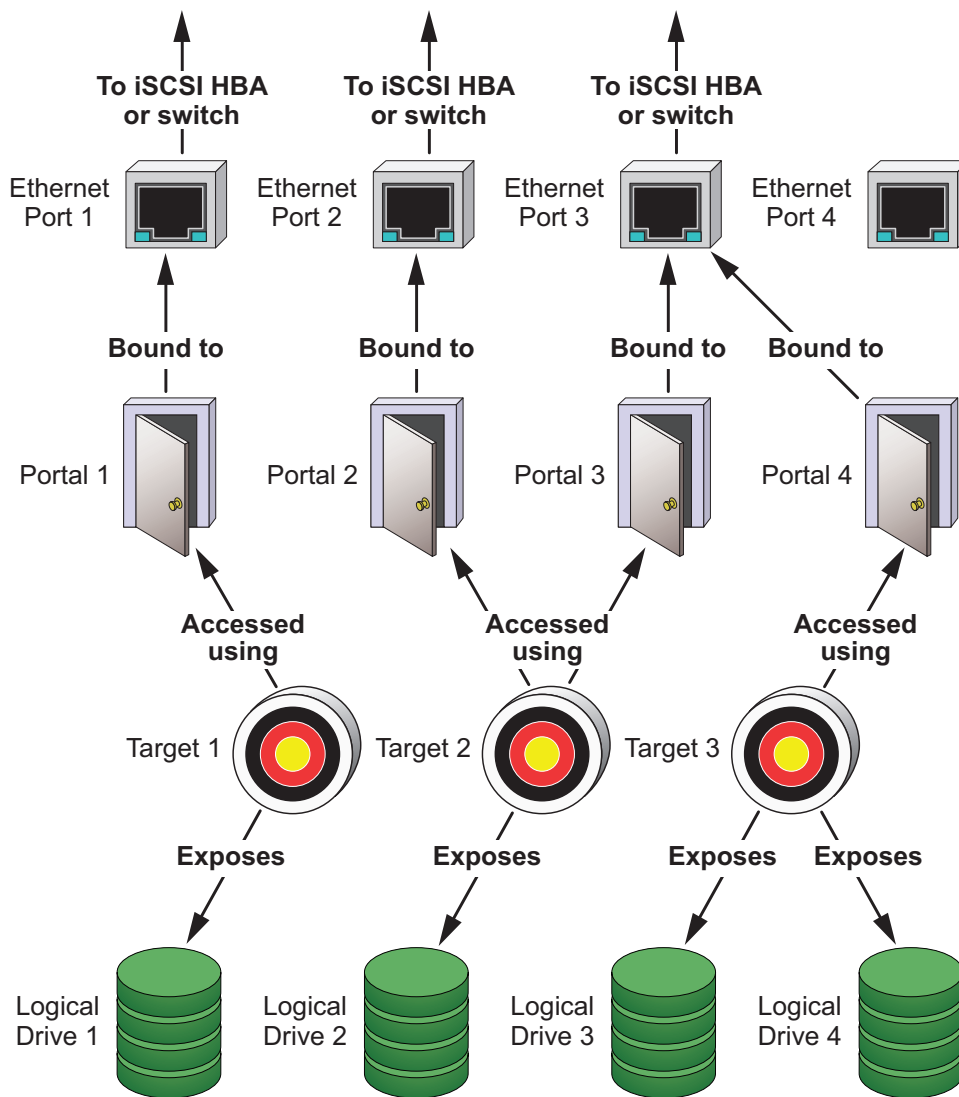 To iSCSI HBA
or switch
To iSCSI HBA
or switch
To iSCSI HBA
or switch
Ethernet
Port 1
Ethernet
Port 2
Ethernet
Port 3
Ethernet
Port 4
Bound to
Bound to
Bound to
Bound to
Portal 1
Portal 2
Portal 3
Portal 4
Accessed
using
Accessed
using
Accessed
using
Target 1
Target 2
Target 3
Exposes
Exposes
Exposes
Exposes
Logical
Drive 1
Logical
Drive 2
Logical
Drive 3
Logical
Drive 4